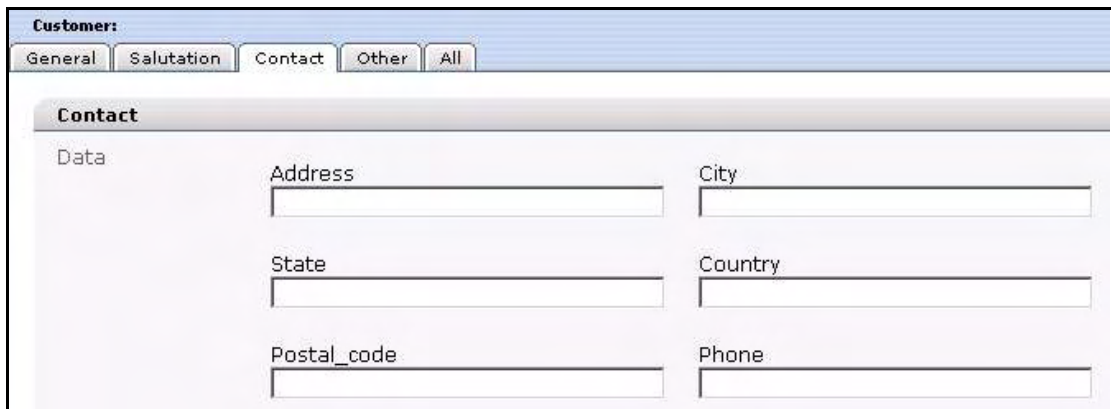 Customer:
General Salutation Contact Other All
Contact
Data
Address City
State Country
Postal_code Phone